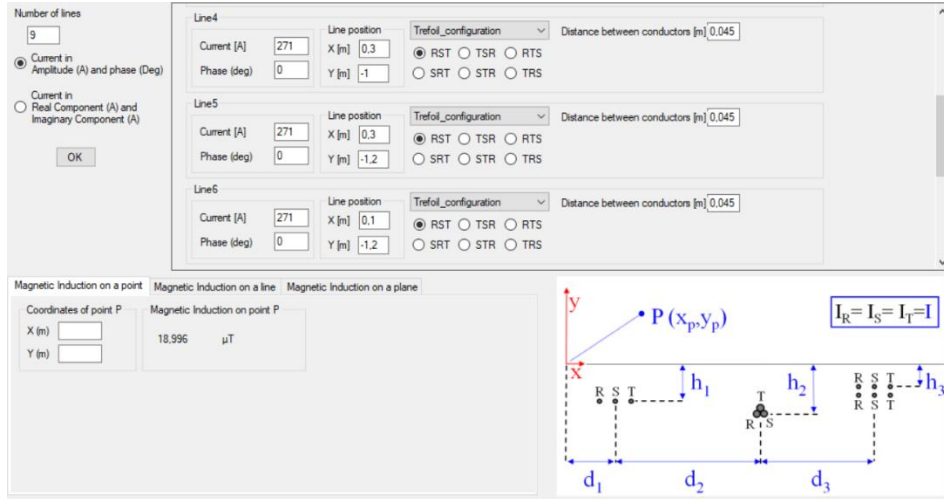 Number of lines
9
Current in
Amplitude (A) and phase (Deg)
Current in
Real Component (A) and
Imaginary Component (A)
OK
Line4
Current [A] 271
Phase (deg) 0
Line position
X [m] 0,3
Y [m] -1
Trefoil_configuration
RST TSR RTS
SRT STR TRS
Distance between conductors [m] 0,045
Line5
Current [A] 271
Phase (deg) 0
Line position
X [m] 0,3
Y [m] -1,2
Trefoil_configuration
RST TSR RTS
SRT STR TRS
Distance between conductors [m] 0,045
Line6
Current [A] 271
Phase (deg) 0
Line position
X [m] 0,1
Y [m] -1,2
Trefoil_configuration
RST TSR RTS
SRT STR TRS
Distance between conductors [m] 0,045
Magnetic Induction on a point Magnetic Induction on a line Magnetic Induction on a plane
Coordinates of point P
X (m)
Y (m)
Magnetic Induction on point P
18,996 µT
y
P (xp,yp)
IR= IS= IT=I
x
h1
h2
h3
R S T
T
R S
R S T
R S T
d1
d2
d3